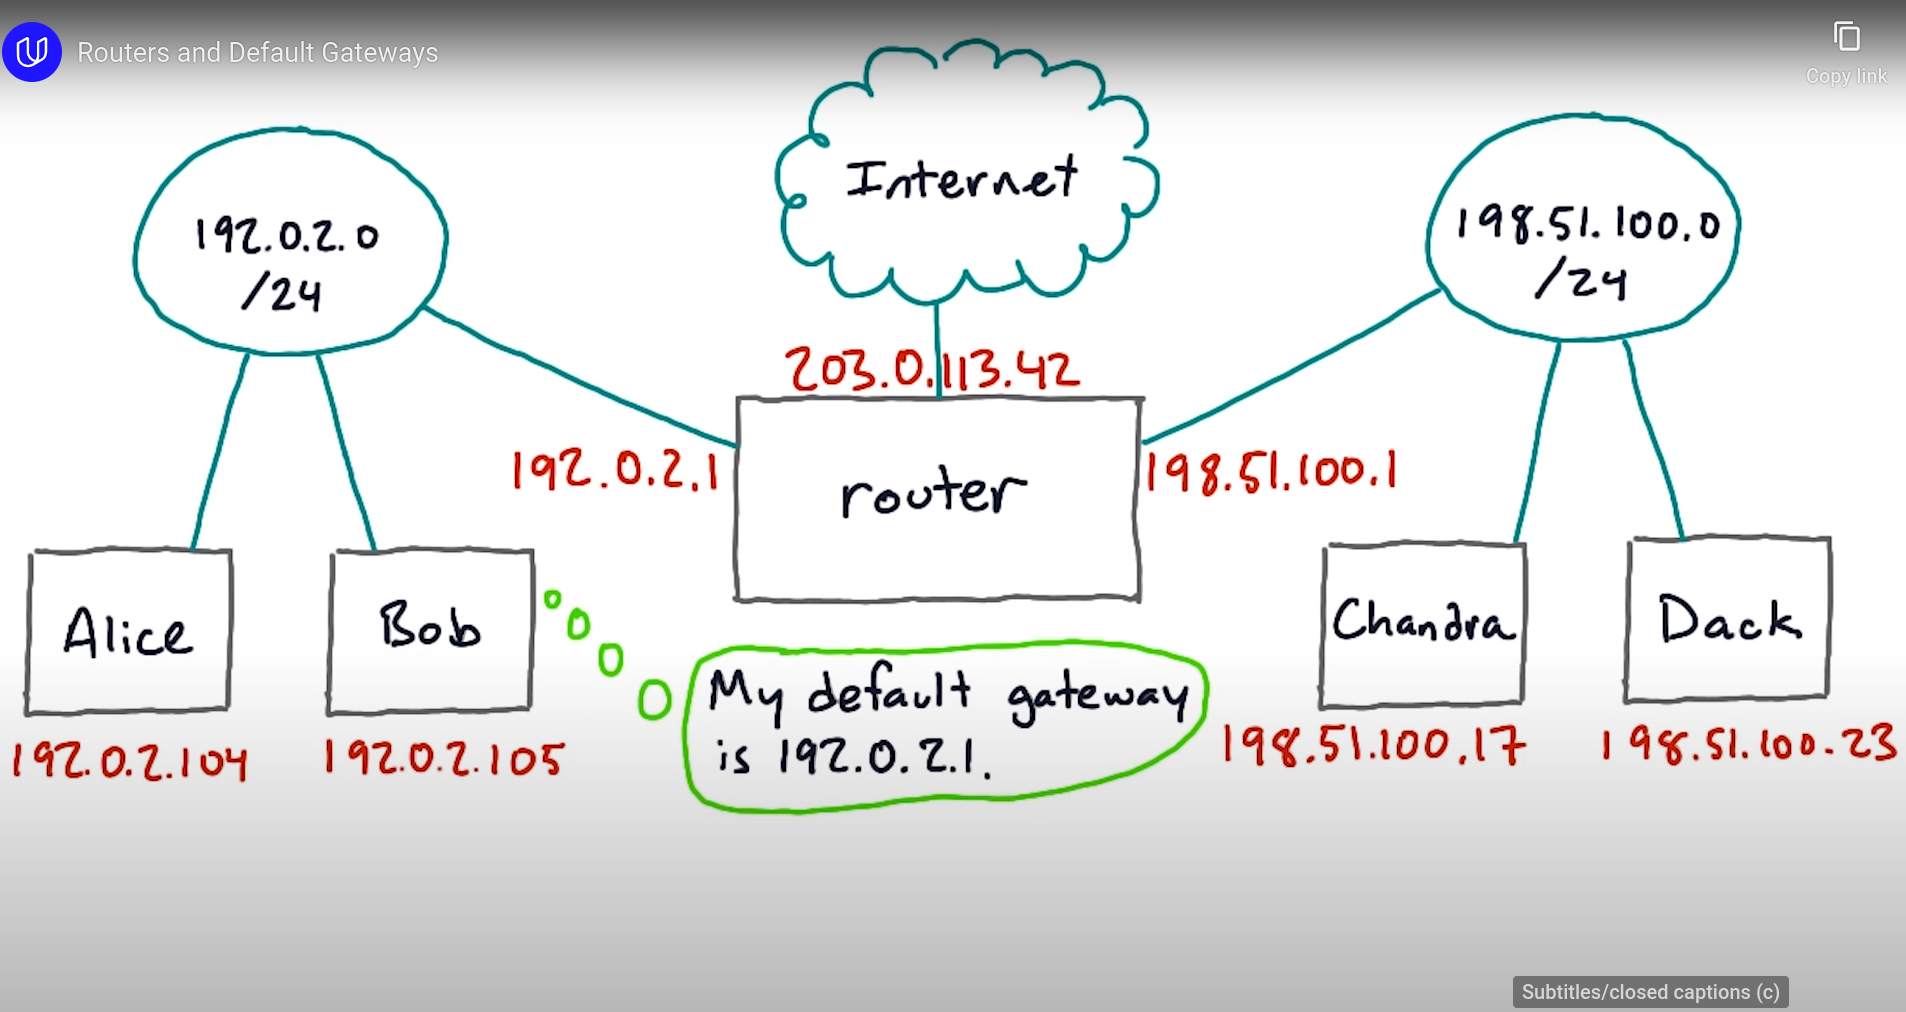 Routers and Default Gateways
Copy link
Internet
192.0.2.0
/24
198.51.100.0
/24
203.0.113.42
192.0.2.1
router
198.51.100.1
Alice
Bob
Chandra
Dack
My default gateway
is 192.0.2.1.
192.0.2.104
192.0.2.105
198.51.100.17
198.51.100.23
Subtitles/closed captions (c)